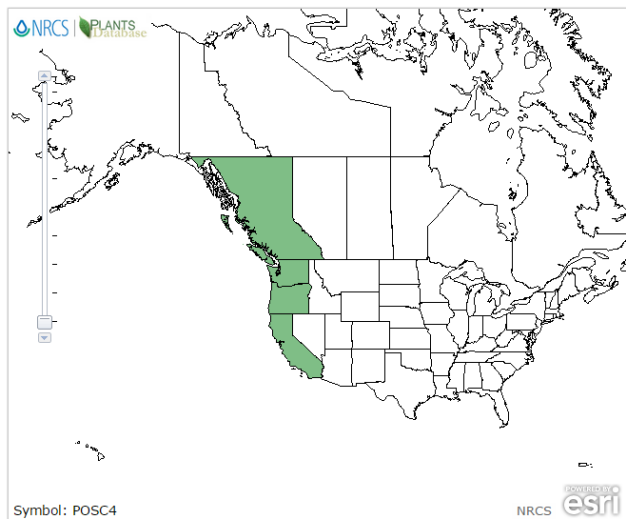 NRCS | PLANTS
Database
Symbol: POSC4
NRCS
POWERED BY
esri